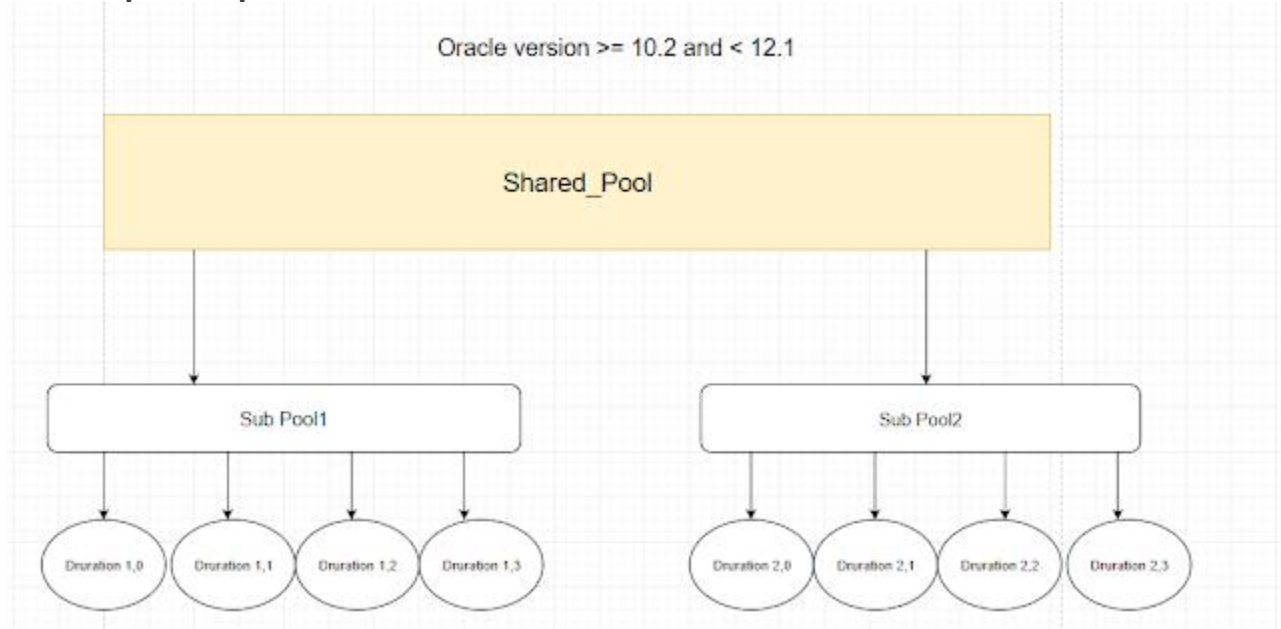 Oracle version >= 10.2 and < 12.1
Shared_Pool
Sub Pool1
Sub Pool2
Druration 1,0
Druration 1,1
Druration 1,2
Druration 1,3
Druration 2,0
Druration 2,1
Druration 2,2
Druration 2,3